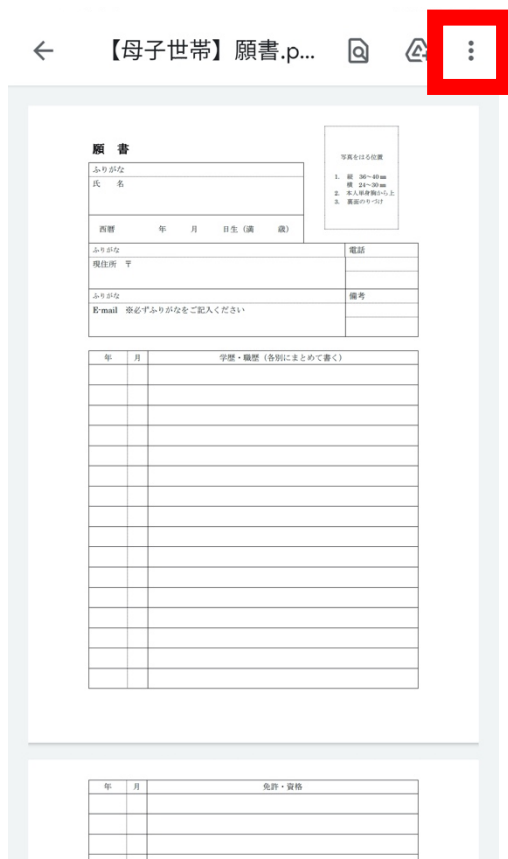 【母子世帯】願書.p...
願 書
写真をはる位置
1. 縦 36～40㎜
横 24～30㎜
2. 本人単身胸から上
3. 裏面のりづけ
ふりがな
氏 名
西暦 年 月 日生（満 歳）
ふりがな 電話
現住所 〒
ふりがな 備考
E-mail ※必ずふりがなをご記入ください
年 月 学歴・職歴（各別にまとめて書く）
年 月 免許・資格